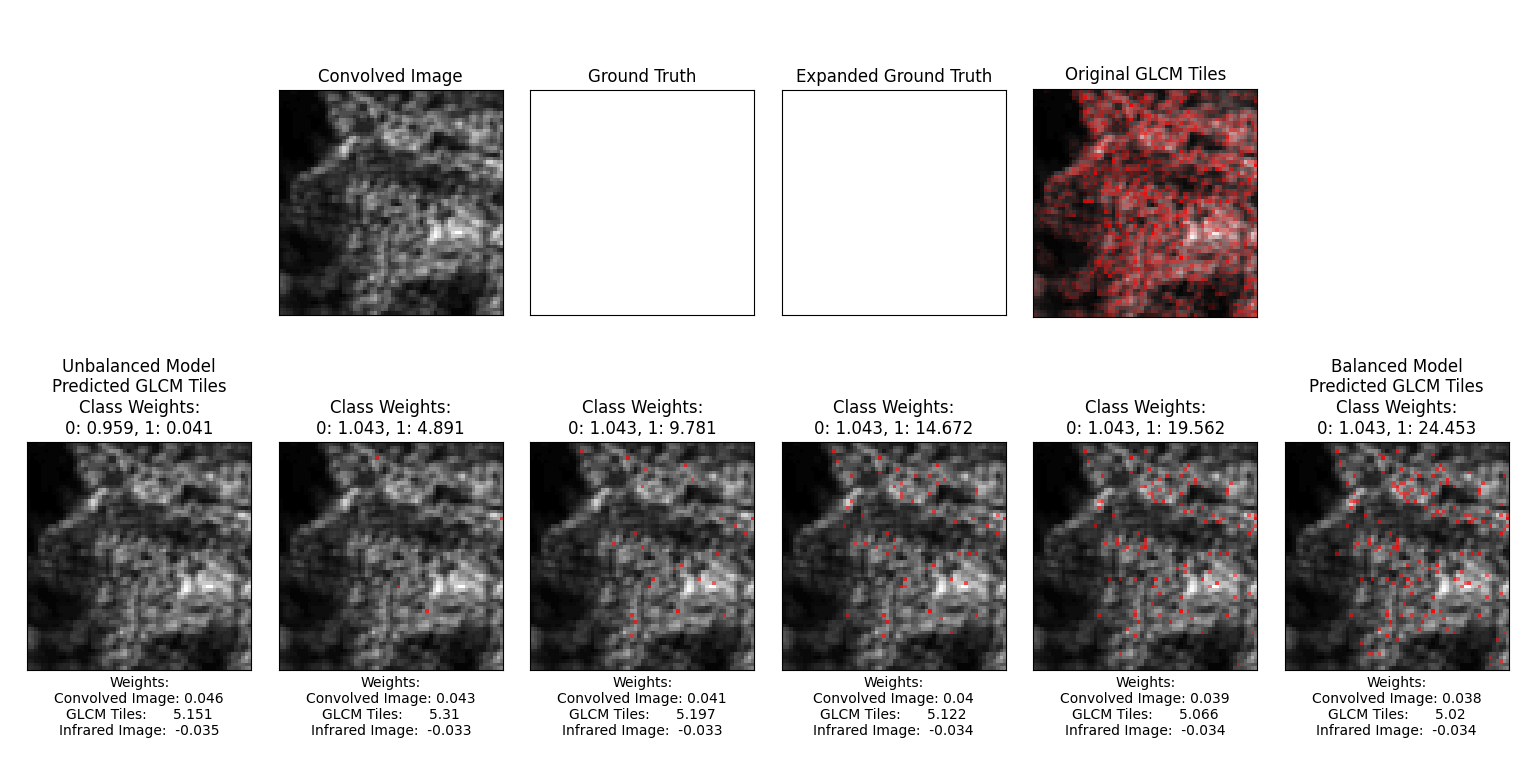 Convolved Image
Ground Truth
Expanded Ground Truth
Original GLCM Tiles
Unbalanced Model
Predicted GLCM Tiles
Class Weights:
0: 0.959, 1: 0.041
Class Weights:
0: 1.043, 1: 4.891
Class Weights:
0: 1.043, 1: 9.781
Class Weights:
0: 1.043, 1: 14.672
Class Weights:
0: 1.043, 1: 19.562
Balanced Model
Predicted GLCM Tiles
Class Weights:
0: 1.043, 1: 24.453
Weights:
Convolved Image: 0.046
GLCM Tiles: 5.151
Infrared Image: -0.035
Weights:
Convolved Image: 0.043
GLCM Tiles: 5.31
Infrared Image: -0.033
Weights:
Convolved Image: 0.041
GLCM Tiles: 5.197
Infrared Image: -0.033
Weights:
Convolved Image: 0.04
GLCM Tiles: 5.122
Infrared Image: -0.034
Weights:
Convolved Image: 0.039
GLCM Tiles: 5.066
Infrared Image: -0.034
Weights:
Convolved Image: 0.038
GLCM Tiles: 5.02
Infrared Image: -0.034